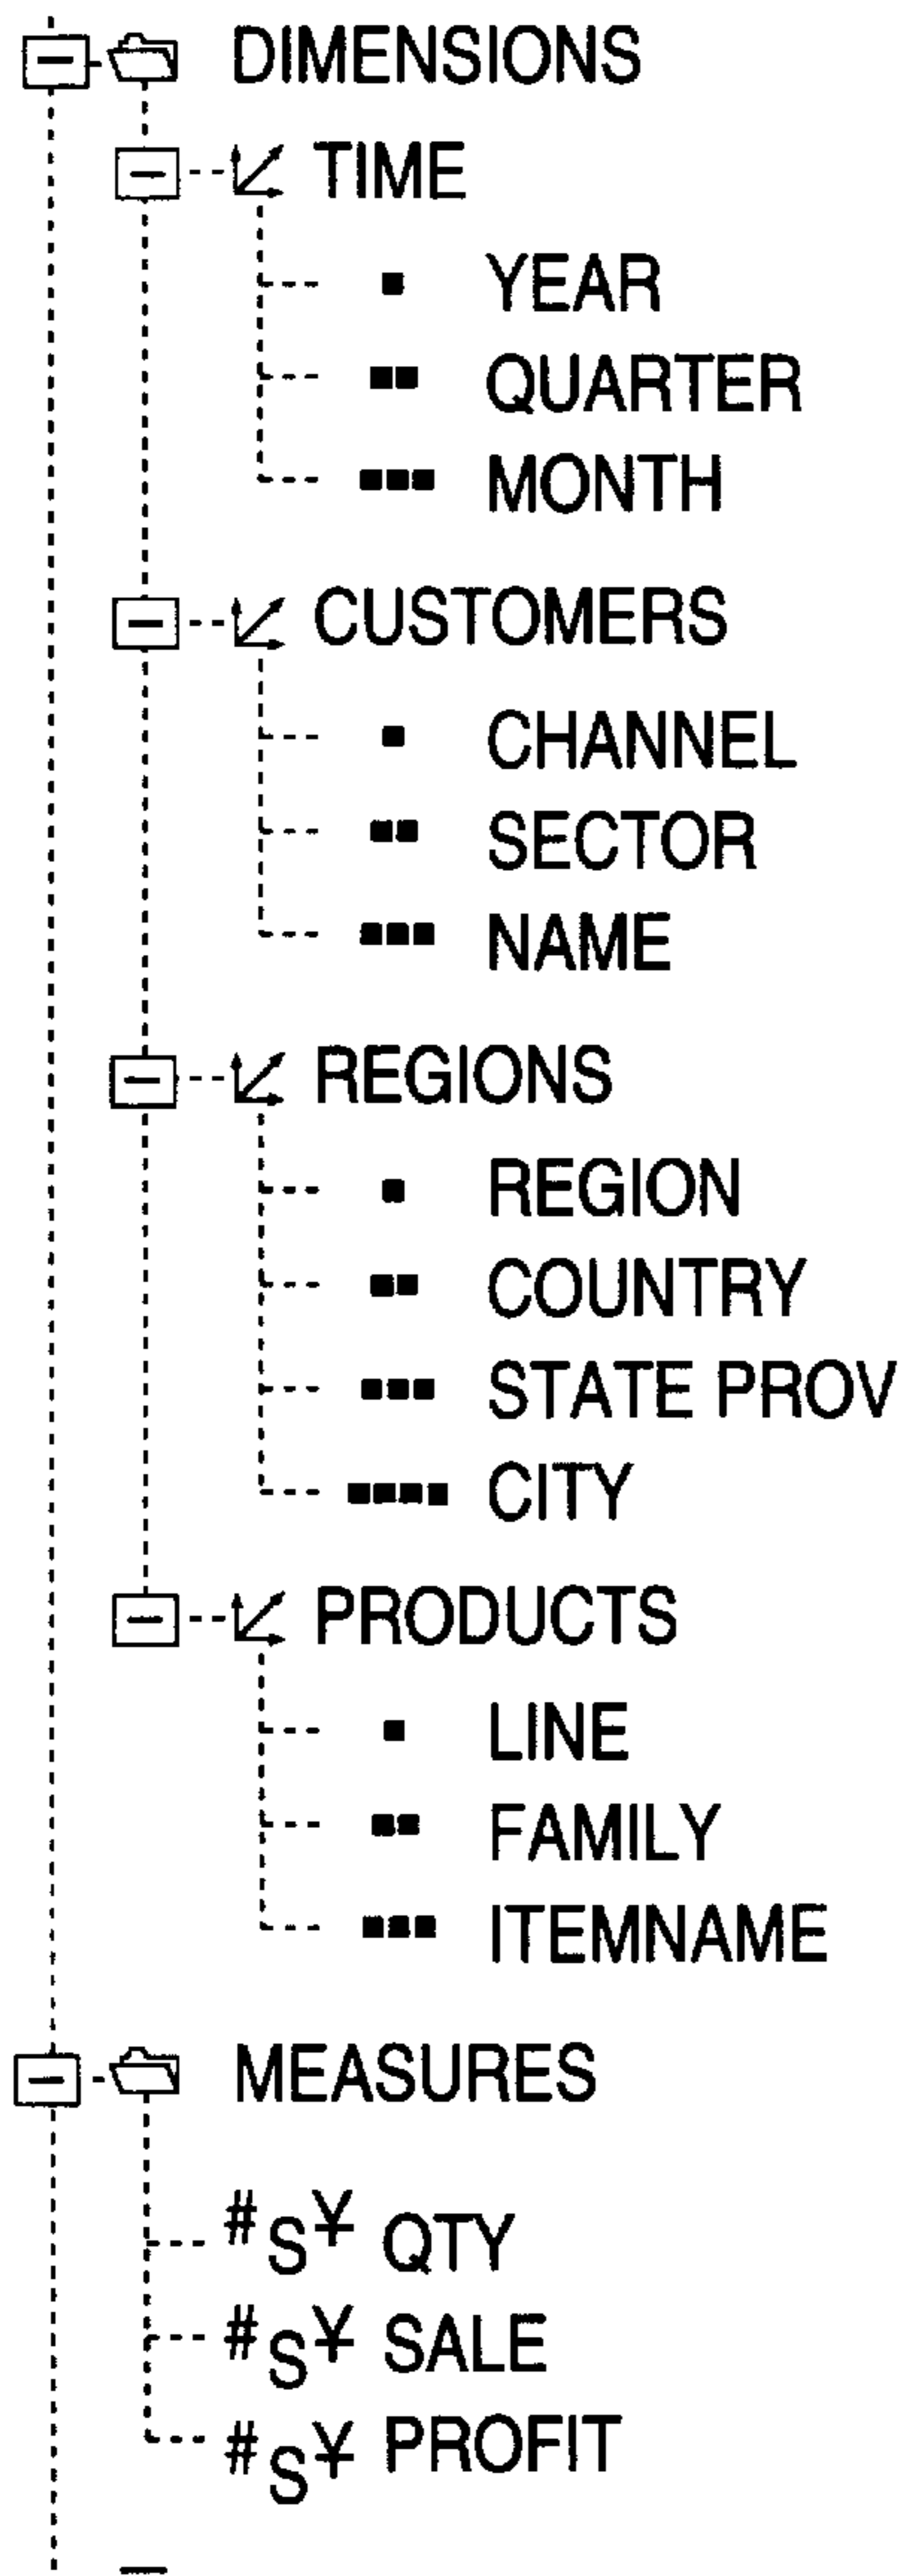 DIMENSIONS
TIME
YEAR
QUARTER
MONTH
CUSTOMERS
CHANNEL
SECTOR
NAME
REGIONS
REGION
COUNTRY
STATE PROV
CITY
PRODUCTS
LINE
FAMILY
ITEMNAME
MEASURES
#S¥ QTY
#S¥ SALE
#S¥ PROFIT